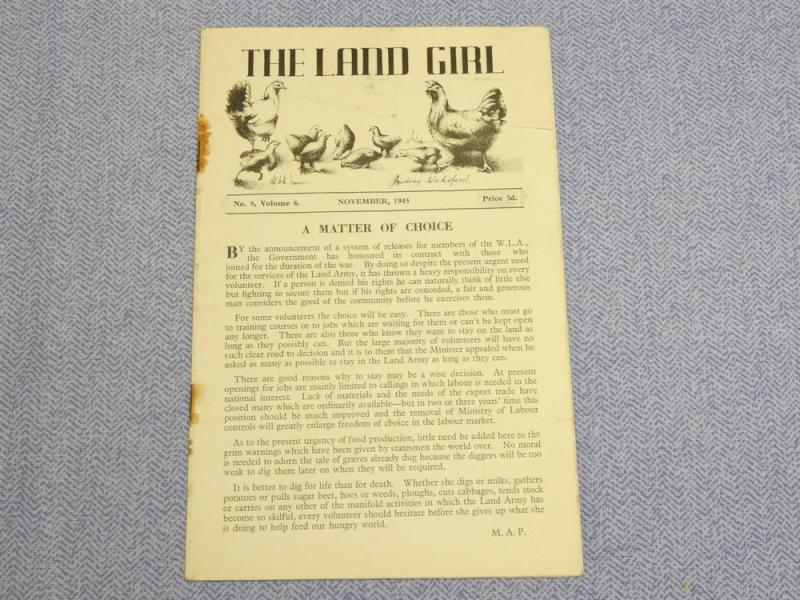 THE LAND GIRL
No. 8, Volume 6.
NOVEMBER, 1945
Price 3d.
A MATTER OF CHOICE
BY the announcement of a system of releases for members of the W.L.A.,
the Government has honoured its contract with those who
joined for the duration of the war. By doing so despite the present urgent need
for the services of the Land Army, it has thrown a heavy responsibility on every
volunteer. If a person is denied his rights he can naturally think of little else
but fighting to secure them but if his rights are conceded, a fair and generous
man considers the good of the community before he exercises them.
For some volunteers the choice will be easy. There are those who must go
to training courses or to jobs which are waiting for them or can't be kept open
any longer. There are also those who know they want to stay on the land as
long as they possibly can. But the large majority of volunteers will have no
such clear road to decision and it is to them that the Minister appealed when he
asked as many as possible to stay in the Land Army as long as they can.
There are good reasons why to stay may be a wise decision. At present
openings for jobs are mainly limited to callings in which labour is needed in the
national interest. Lack of materials and the needs of the export trade have
closed many which are ordinarily available—but in two or three years' time this
position should be much improved and the removal of Ministry of Labour
controls will greatly enlarge freedom of choice in the labour market.
As to the present urgency of food production, little need be added here to the
grim warnings which have been given by statesmen the world over. No moral
is needed to adorn the tale of graves already dug because the diggers will be too
weak to dig them later on when they will be required.
It is better to dig for life than for death. Whether she digs or milks, gathers
potatoes or pulls sugar beet, hoes or weeds, ploughs, cuts cabbages, tends stock
or carries on any other of the manifold activities in which the Land Army has
become so skilful, every volunteer should hesitate before she gives up what she
is doing to help feed our hungry world.
M. A. P.